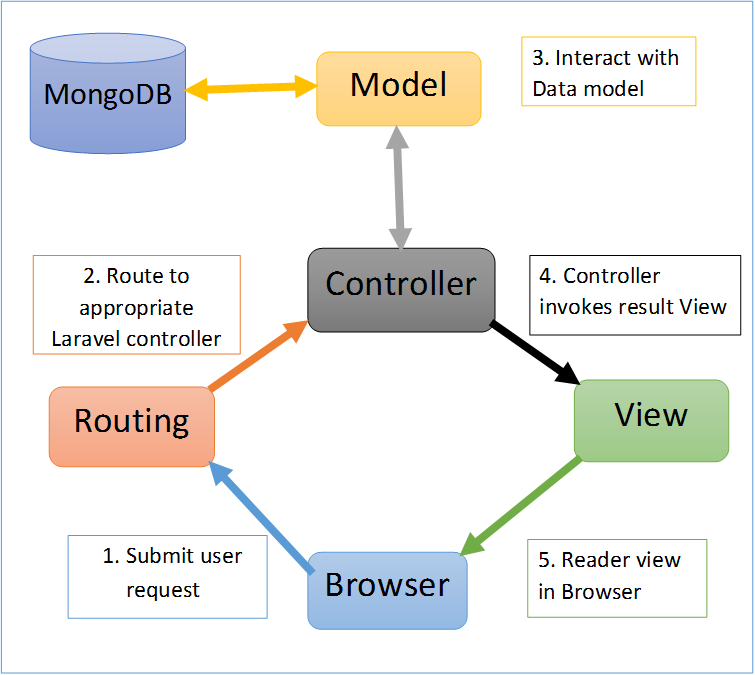 MongoDB
Model
3. Interact with
Data model
2. Route to
appropriate
Laravel controller
Controller
4. Controller
invokes result View
Routing
View
1. Submit user
request
Browser
5. Reader view
in Browser